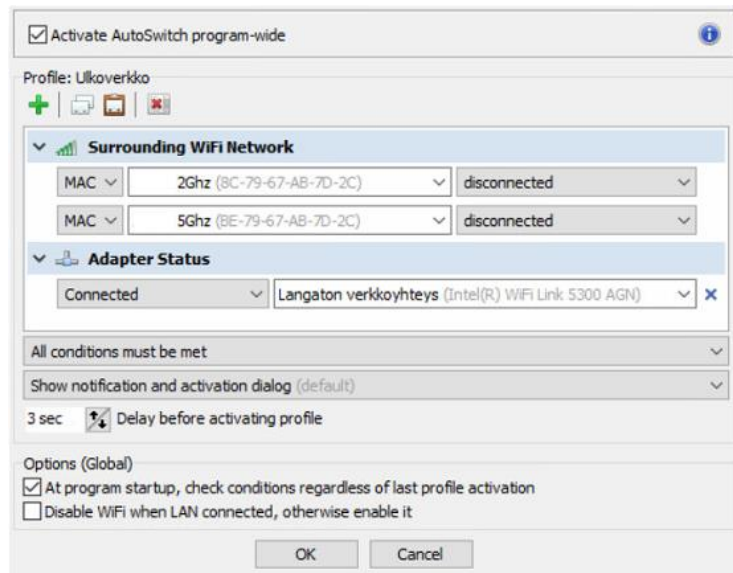 Activate AutoSwitch program-wide
Profile: Ulkoverkko
Surrounding WiFi Network
MAC 2Ghz (8C-79-67-AB-7D-2C) disconnected
MAC 5Ghz (BE-79-67-AB-7D-2C) disconnected
Adapter Status
Connected Langaton verkkoyhteys (Intel(R) WiFi Link 5300 AGN)
All conditions must be met
Show notification and activation dialog (default)
3 sec Delay before activating profile
Options (Global)
At program startup, check conditions regardless of last profile activation
Disable WiFi when LAN connected, otherwise enable it
OK Cancel